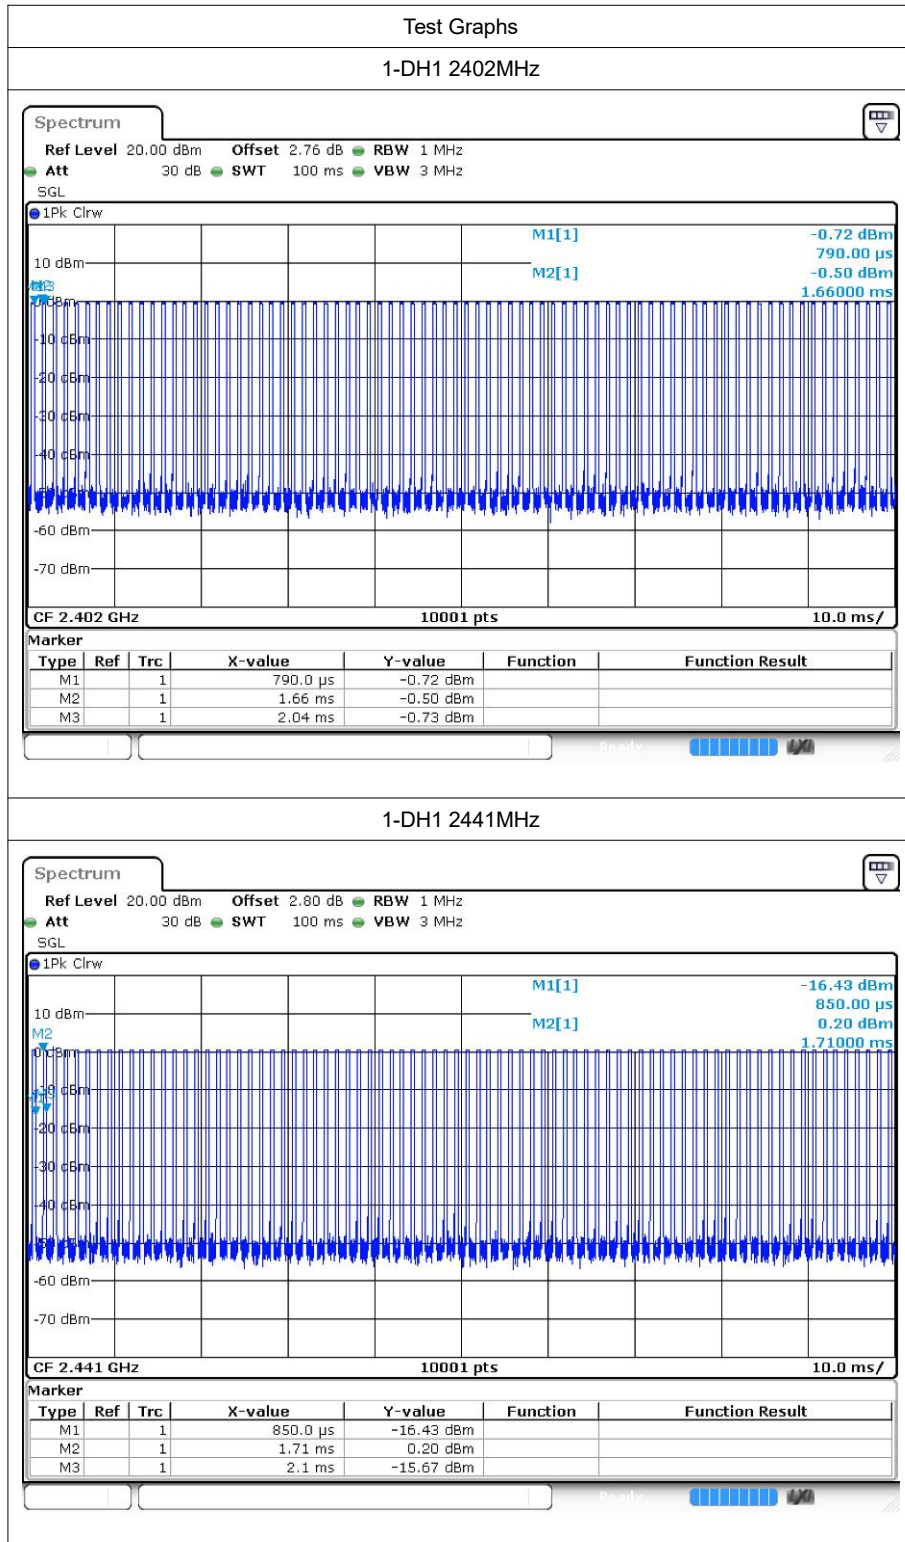 Test Graphs
1-DH1 2402MHz
Spectrum
Ref Level 20.00 dBm Offset 2.76 dB RBW 1 MHz
Att 30 dB SWT 100 ms VBW 3 MHz
SGL
1Pk Clrw
M1[1] -0.72 dBm
790.00 µs
10 dBm
M2[1] -0.50 dBm
1.66000 ms
-10 dBm
-20 dBm
-30 dBm
-40 dBm
-60 dBm
-70 dBm
CF 2.402 GHz 10001 pts 10.0 ms/
Marker
Type Ref Trc X-value Y-value Function Function Result
M1 1 790.0 µs -0.72 dBm
M2 1 1.66 ms -0.50 dBm
M3 1 2.04 ms -0.73 dBm
Ready
1-DH1 2441MHz
Spectrum
Ref Level 20.00 dBm Offset 2.80 dB RBW 1 MHz
Att 30 dB SWT 100 ms VBW 3 MHz
SGL
1Pk Clrw
M1[1] -16.43 dBm
850.00 µs
10 dBm
M2[1] 0.20 dBm
M2 1.71000 ms
0 dBm
-20 dBm
-30 dBm
-40 dBm
-60 dBm
-70 dBm
CF 2.441 GHz 10001 pts 10.0 ms/
Marker
Type Ref Trc X-value Y-value Function Function Result
M1 1 850.0 µs -16.43 dBm
M2 1 1.71 ms 0.20 dBm
M3 1 2.1 ms -15.67 dBm
Ready